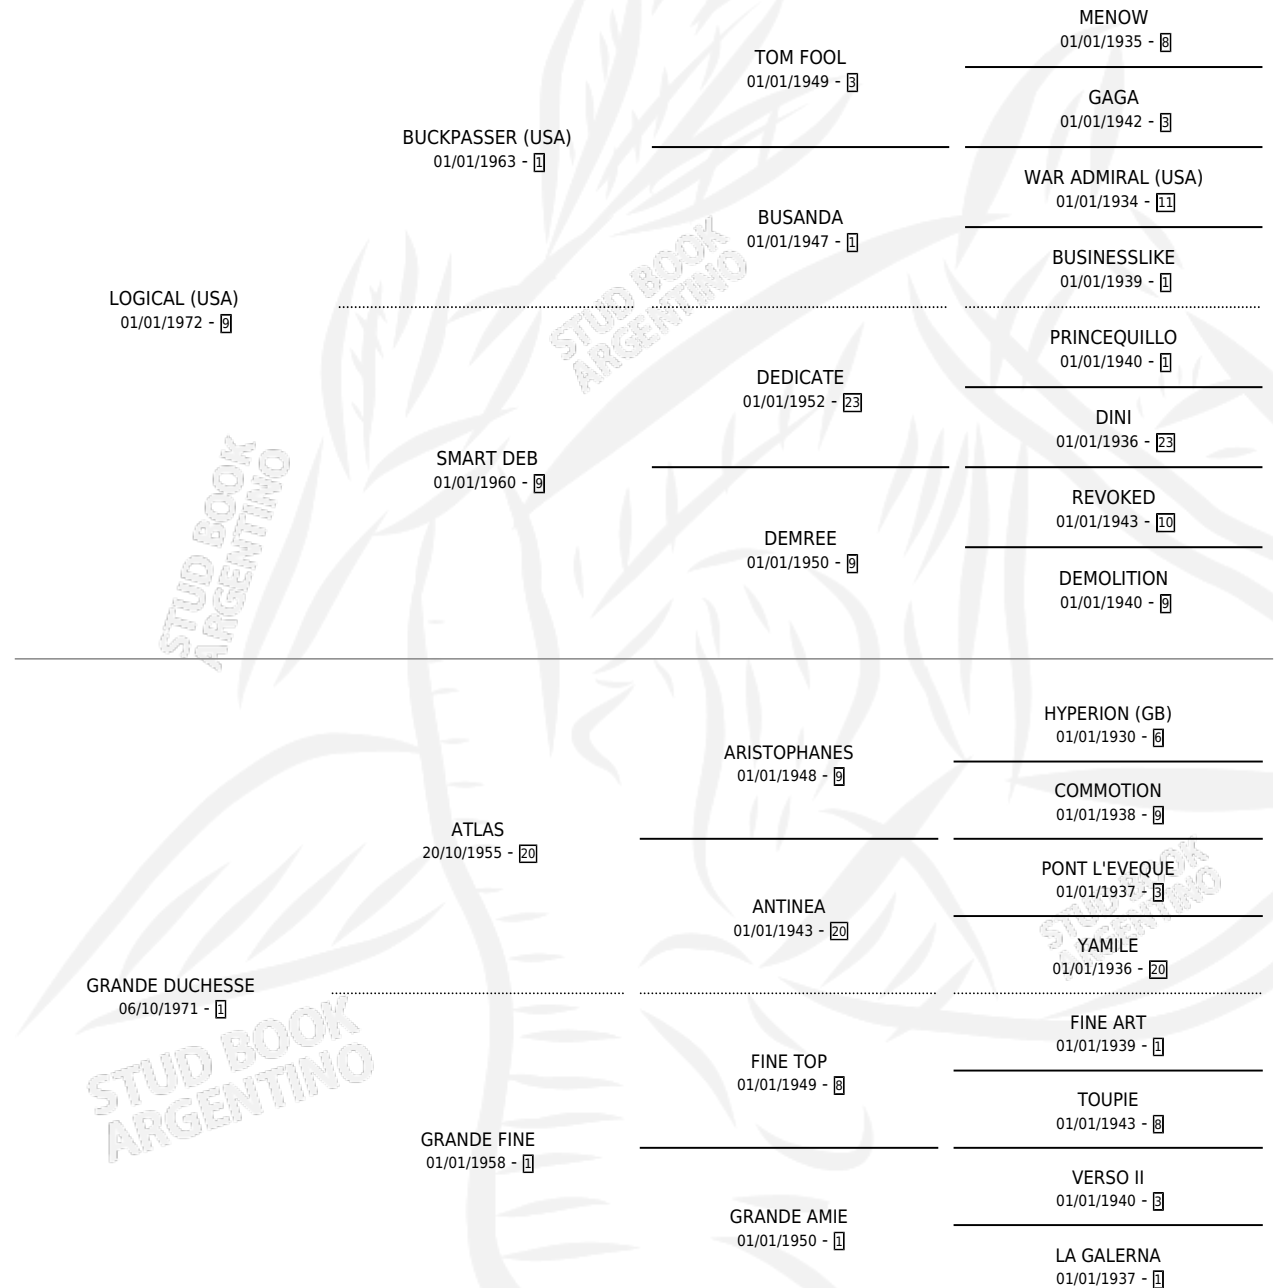 MENOW
01/01/1935 - 8
TOM FOOL
01/01/1949 - 3
GAGA
01/01/1942 - 3
BUCKPASSER (USA)
01/01/1963 - 1
WAR ADMIRAL (USA)
01/01/1934 - 11
BUSANDA
01/01/1947 - 1
BUSINESSLIKE
01/01/1939 - 1
LOGICAL (USA)
01/01/1972 - 9
STUD BOOK
ARGENTINO
PRINCEQUILLO
01/01/1940 - 1
DEDICATE
01/01/1952 - 23
DINI
01/01/1936 - 23
SMART DEB
01/01/1960 - 9
REVOKED
01/01/1943 - 10
DEMREE
01/01/1950 - 9
DEMOLITION
01/01/1940 - 9
STUD BOOK
ARGENTINO
HYPERION (GB)
01/01/1930 - 6
ARISTOPHANES
01/01/1948 - 9
COMMOTION
01/01/1938 - 9
ATLAS
20/10/1955 - 20
PONT L'EVEQUE
01/01/1937 - 3
STUD BOOK
ARGENTINO
ANTINEA
01/01/1943 - 20
YAMILE
01/01/1936 - 20
GRANDE DUCHESSE
06/10/1971 - 1
STUD BOOK
ARGENTINO
FINE ART
01/01/1939 - 1
FINE TOP
01/01/1949 - 8
TOUPIE
01/01/1943 - 8
GRANDE FINE
01/01/1958 - 1
VERSO II
01/01/1940 - 3
GRANDE AMIE
01/01/1950 - 1
LA GALERNA
01/01/1937 - 1